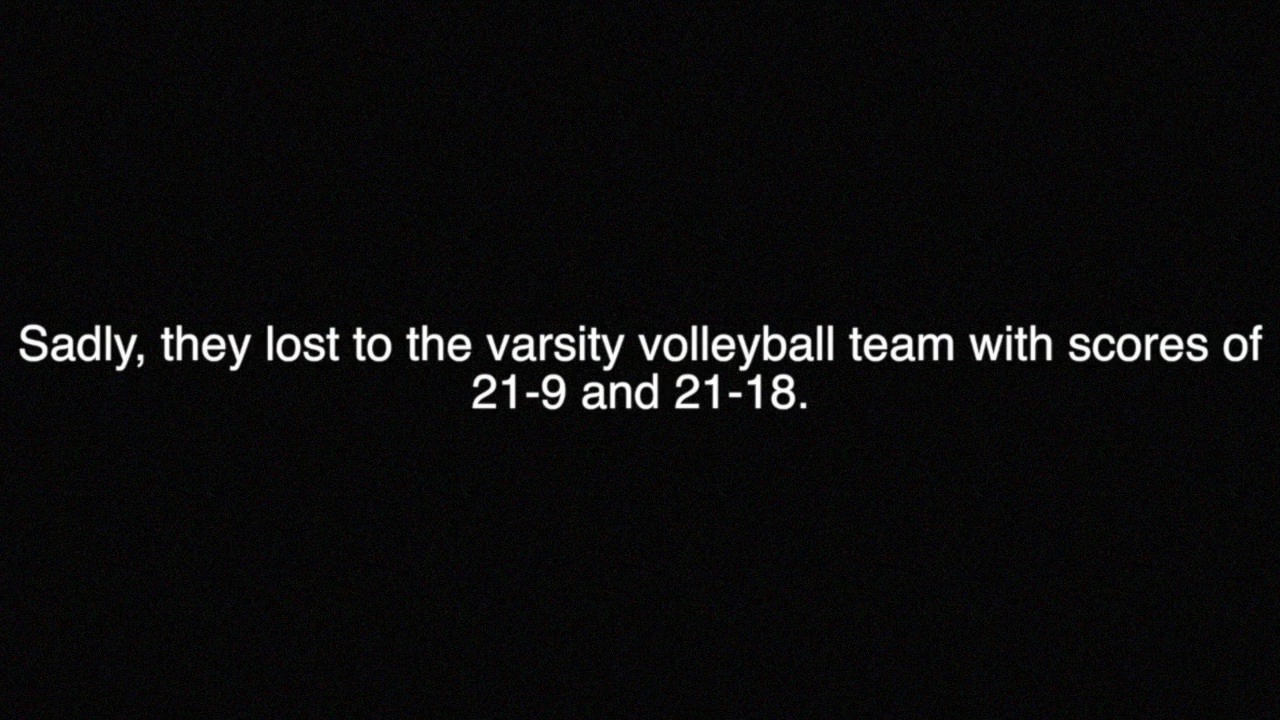 Sadly, they lost to the varsity volleyball team with scores of
21-9 and 21-18.